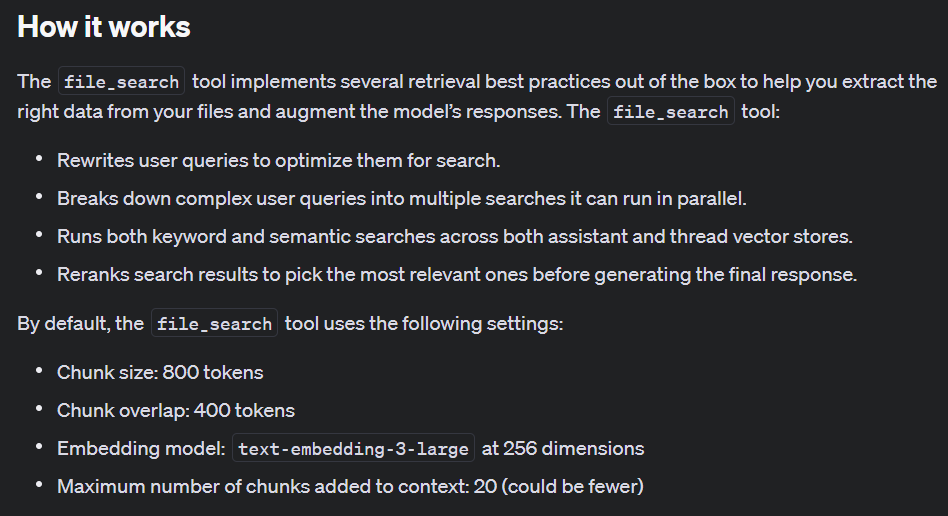 How it works
The file_search tool implements several retrieval best practices out of the box to help you extract the
right data from your files and augment the model’s responses. The file_search tool:
• Rewrites user queries to optimize them for search.
• Breaks down complex user queries into multiple searches it can run in parallel.
• Runs both keyword and semantic searches across both assistant and thread vector stores.
• Reranks search results to pick the most relevant ones before generating the final response.
By default, the file_search tool uses the following settings:
• Chunk size: 800 tokens
• Chunk overlap: 400 tokens
• Embedding model: text-embedding-3-large at 256 dimensions
• Maximum number of chunks added to context: 20 (could be fewer)